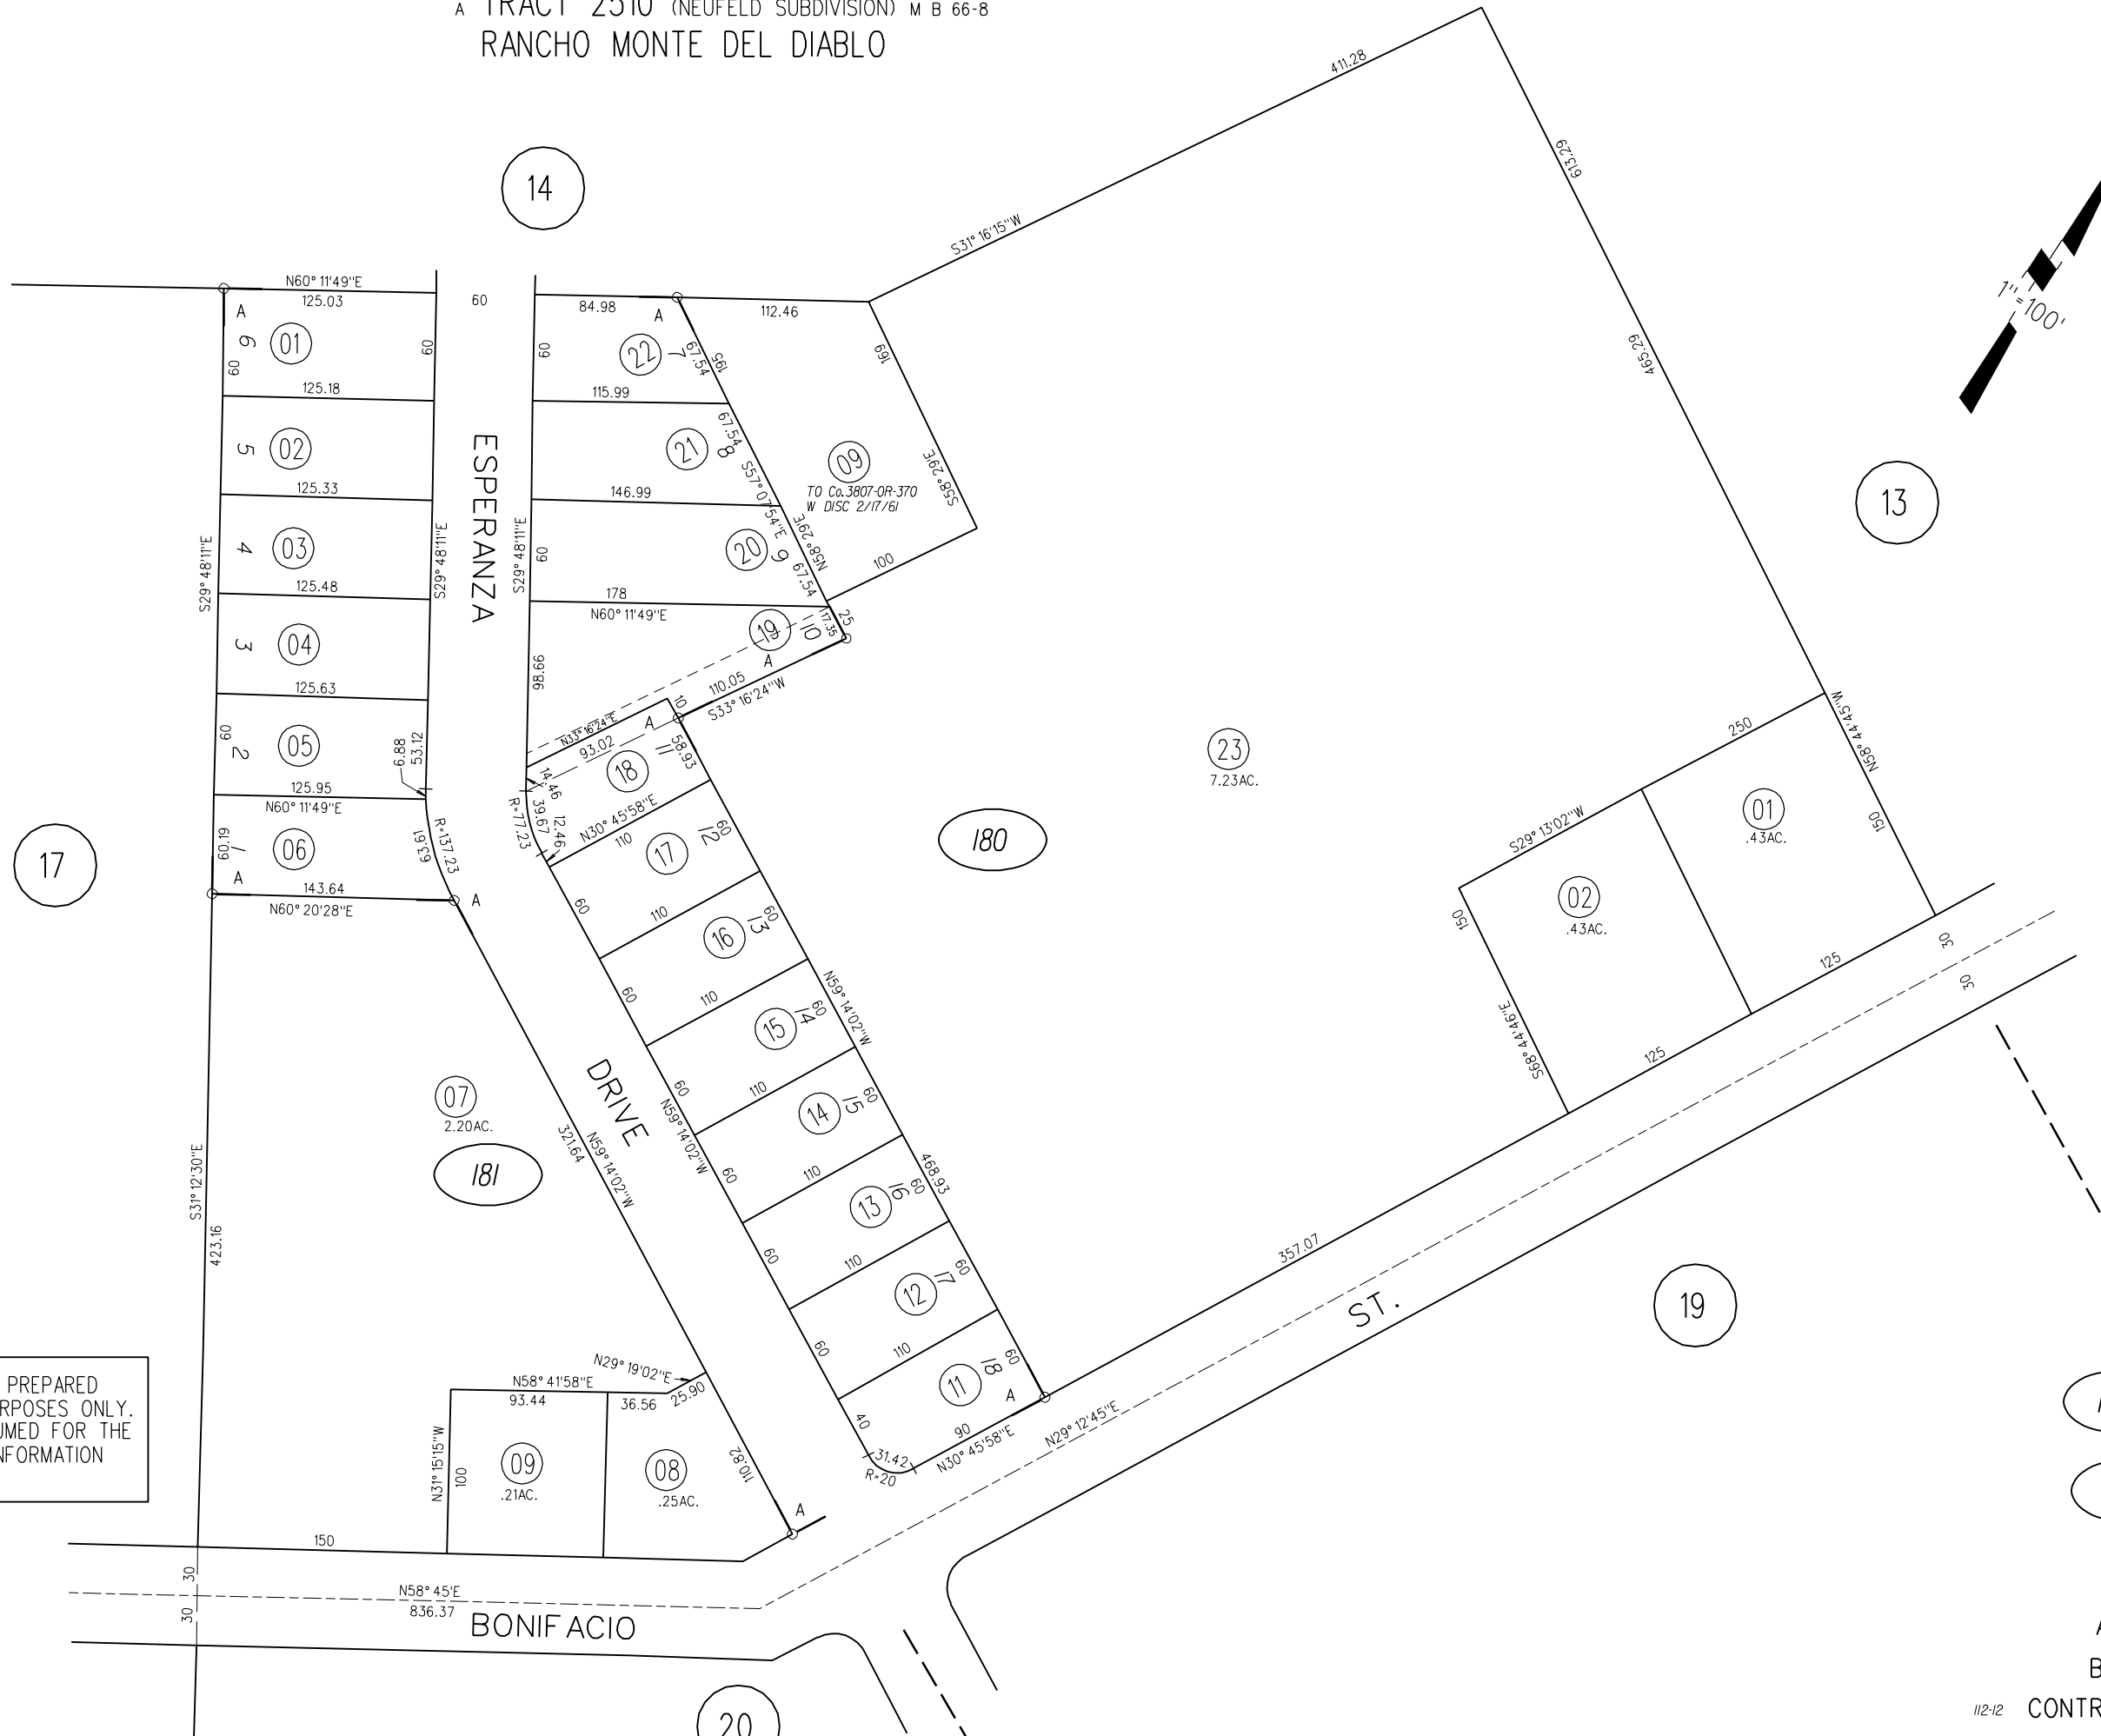 A TRACT 2510 (NEUFELD SUBDIVISION) M B 66-8
RANCHO MONTE DEL DIABLO
411.28
613.29
14
S31° 16'15"W
1"=100'
N60° 11'49"E
125.03
60
84.98
112.46
A
A
6
01
60
60
60
22
7
67.54
195
169
465.29
125.18
115.99
ESPERANZA
5
02
21
8
67.54
09
TO Co.3807-OR-370
W DISC 2/17/61
S58° 29'E
13
125.33
146.99
S57° 07'54"E
N58° 29'E
S29° 48'11"E
4
03
S29° 48'11"E
S29° 48'11"E
60
20
9
67.54
100
125.48
178
N60° 11'49"E
17.35
25
3
04
19
10
A
98.66
125.63
110.05
S33° 16'24"W
10
N33° 16'24"E
93.02
A
60
2
05
6.88
53.12
18
11
58.93
23
7.23AC.
250
N58° 44'45"W
125.95
N60° 11'49"E
14.46
39.67
12.46
R=77.23
N30° 45'58"E
110
180
S29° 13'02"W
01
.43AC.
150
17
60.19
1
06
A
R=137.23
63.61
143.64
N60° 20'28"E
A
17
12
60
60
110
16
13
60
02
.43AC.
150
S68° 44'46"E
125
125
30
30
60
110
15
14
60
N59° 14'02"W
DRIVE
07
2.20AC.
181
321.64
N59° 14'02"W
60
N59° 14'02"W
110
14
15
60
60
110
13
16
60
468.93
S31° 12'30"E
423.16
60
110
12
17
60
357.07
ST.
19
60
110
11
18
60
A
40
31.42
R=20
90
N30° 45'58"E
N29° 12'45"E
PREPARED
N29° 19'02"E
N58° 41'58"E
93.44
36.56
25.90
N31° 15'15"W
100
09
.21AC.
08
.25AC.
110.82
A
ONLY.
FOR THE
150
30
30
N58° 45'E
836.37
BONIFACIO
20
112-12